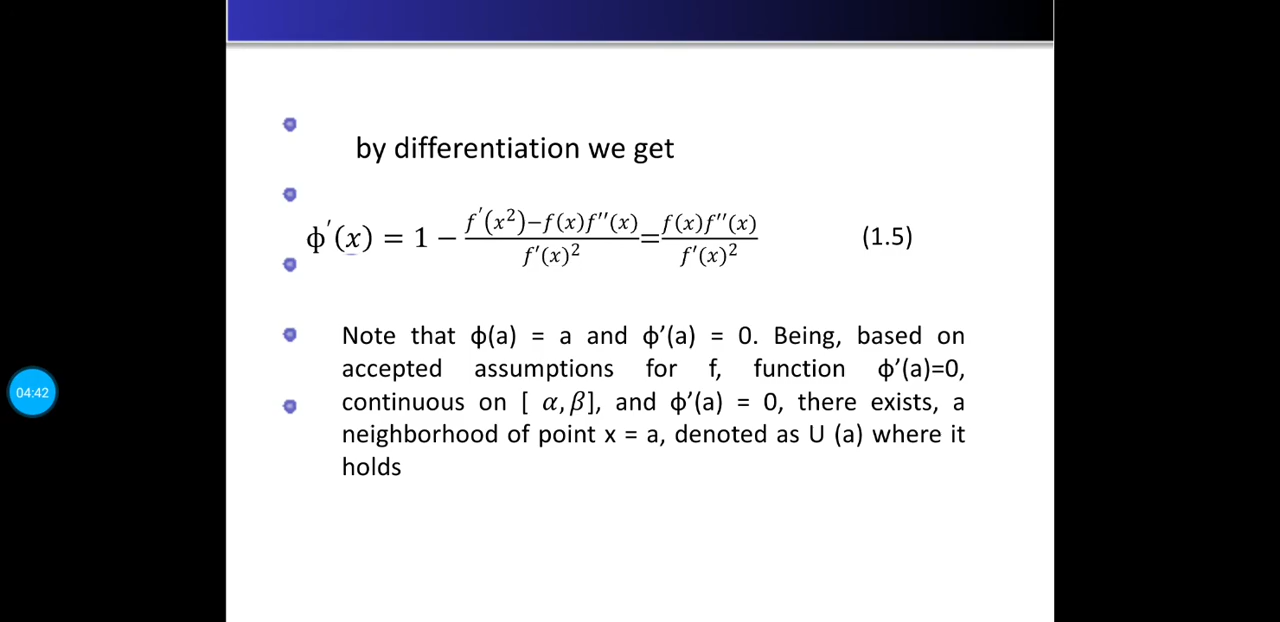 by differentiation we get
ϕ′(x) = 1 − f′(x²)−f(x)f′′(x) / f′(x)² = f(x)f′′(x) / f′(x)² (1.5)
Note that ϕ(a) = a and ϕ’(a) = 0. Being, based on
accepted assumptions for f, function ϕ’(a)=0,
continuous on [ α,β], and ϕ’(a) = 0, there exists, a
neighborhood of point x = a, denoted as U (a) where it
holds
04:42